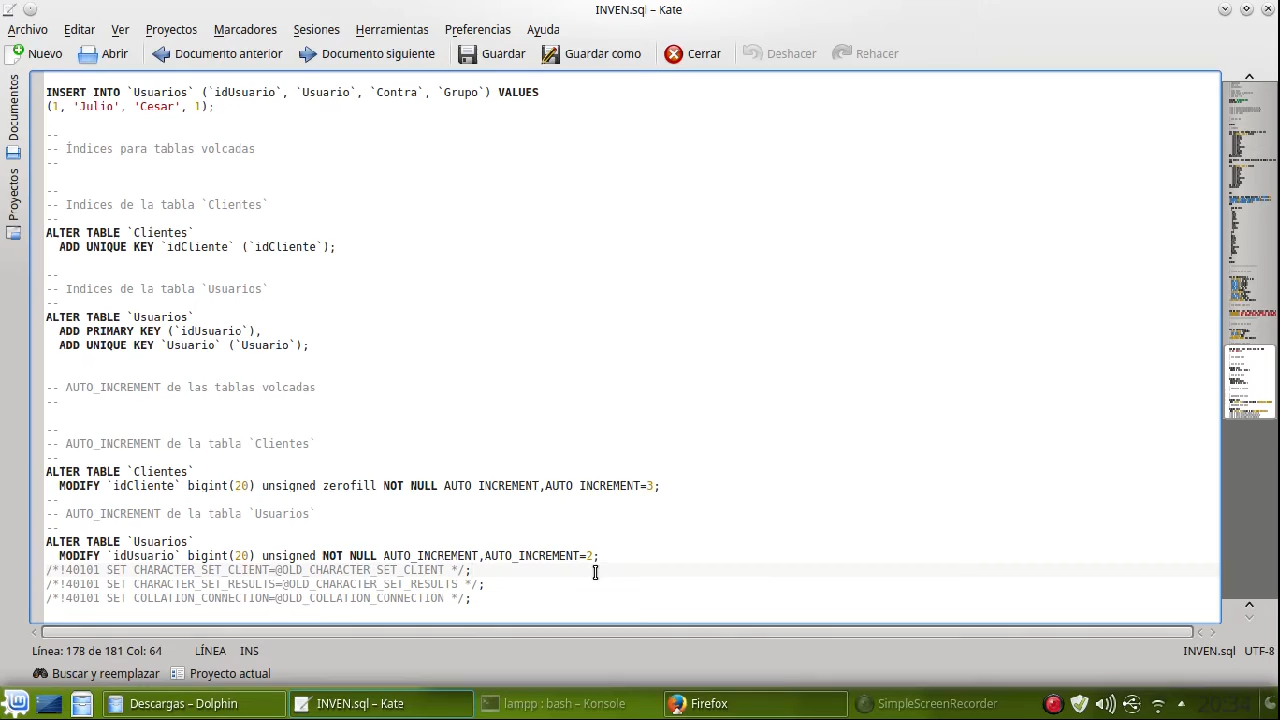 INVEN.sql – Kate
Archivo Editar Ver Proyectos Marcadores Sesiones Herramientas Preferencias Ayuda
Nuevo Abrir Documento anterior Documento siguiente Guardar Guardar como Cerrar Deshacer Rehacer
Documentos
Proyectos
INSERT INTO `Usuarios` (`idUsuario`, `Usuario`, `Contra`, `Grupo`) VALUES
(1, 'Julio', 'Cesar', 1);
--
-- Índices para tablas volcadas
--
--
-- Indices de la tabla `Clientes`
--
ALTER TABLE `Clientes`
ADD UNIQUE KEY `idCliente` (`idCliente`);
--
-- Indices de la tabla `Usuarios`
--
ALTER TABLE `Usuarios`
ADD PRIMARY KEY (`idUsuario`),
ADD UNIQUE KEY `Usuario` (`Usuario`);
-- AUTO_INCREMENT de las tablas volcadas
--
--
-- AUTO_INCREMENT de la tabla `Clientes`
--
ALTER TABLE `Clientes`
MODIFY `idCliente` bigint(20) unsigned zerofill NOT NULL AUTO_INCREMENT,AUTO_INCREMENT=3;
--
-- AUTO_INCREMENT de la tabla `Usuarios`
--
ALTER TABLE `Usuarios`
MODIFY `idUsuario` bigint(20) unsigned NOT NULL AUTO_INCREMENT,AUTO_INCREMENT=2;
/*!40101 SET CHARACTER_SET_CLIENT=@OLD_CHARACTER_SET_CLIENT */;
/*!40101 SET CHARACTER_SET_RESULTS=@OLD_CHARACTER_SET_RESULTS */;
/*!40101 SET COLLATION_CONNECTION=@OLD_COLLATION_CONNECTION */;
Línea: 178 de 181 Col: 64 LÍNEA INS INVEN.sql UTF-8
Buscar y reemplazar Proyecto actual
Descargas – Dolphin INVEN.sql – Kate lampp : bash – Konsole Firefox SimpleScreenRecorder